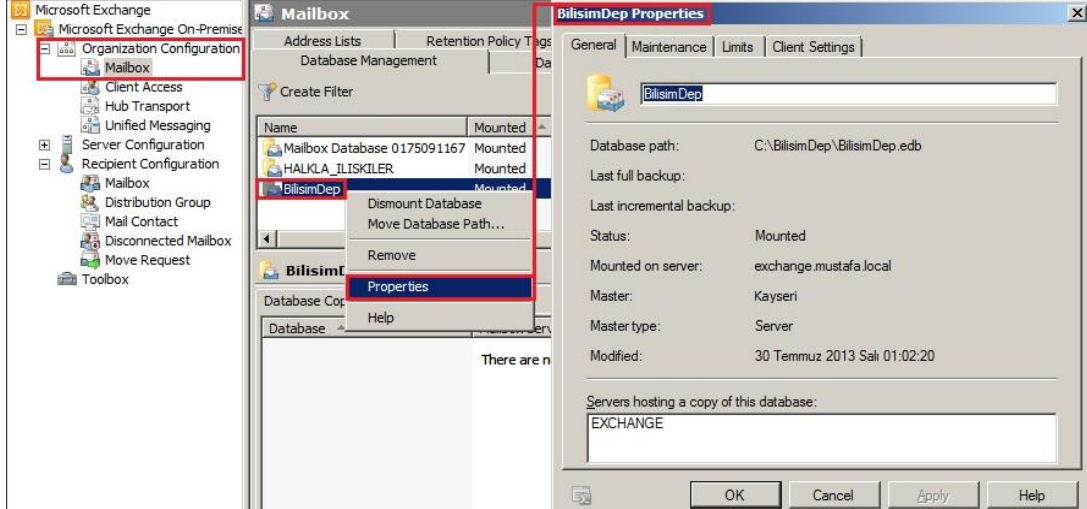 Microsoft Exchange
Microsoft Exchange On-Premise
Organization Configuration
Mailbox
Client Access
Hub Transport
Unified Messaging
Server Configuration
Recipient Configuration
Mailbox
Distribution Group
Mail Contact
Disconnected Mailbox
Move Request
Toolbox
Mailbox
Address Lists
Retention Policy Tags
Database Management
Da
Create Filter
Name
Mounted
Mailbox Database 0175091167 Mounted
HALKLA_ILISKILER Mounted
BilisimDep Mounted
Dismount Database
Move Database Path...
Remove
Properties
Help
BilisimD
Database Cop
Database
There are n
BilisimDep Properties
General
Maintenance
Limits
Client Settings
BilisimDep
Database path: C:\BilisimDep\BilisimDep.edb
Last full backup:
Last incremental backup:
Status: Mounted
Mounted on server: exchange.mustafa.local
Master: Kayseri
Master type: Server
Modified: 30 Temmuz 2013 Salı 01:02:20
Servers hosting a copy of this database:
EXCHANGE
OK
Cancel
Apply
Help